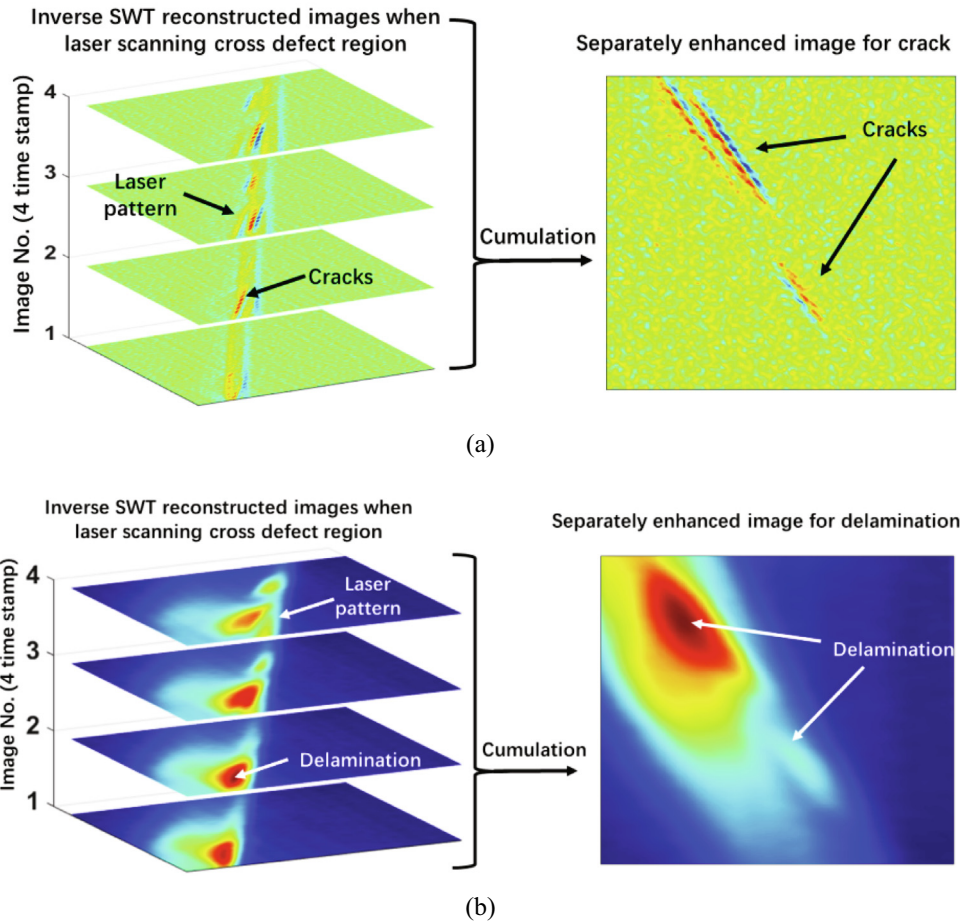 Inverse SWT reconstructed images when
laser scanning cross defect region
Separately enhanced image for crack
Image No. (4 time stamp)
4
3
2
1
Laser
pattern
Cracks
Cumulation
Cracks
(a)
Inverse SWT reconstructed images when
laser scanning cross defect region
Separately enhanced image for delamination
Image No. (4 time stamp)
4
3
2
1
Laser
pattern
Delamination
Cumulation
Delamination
(b)